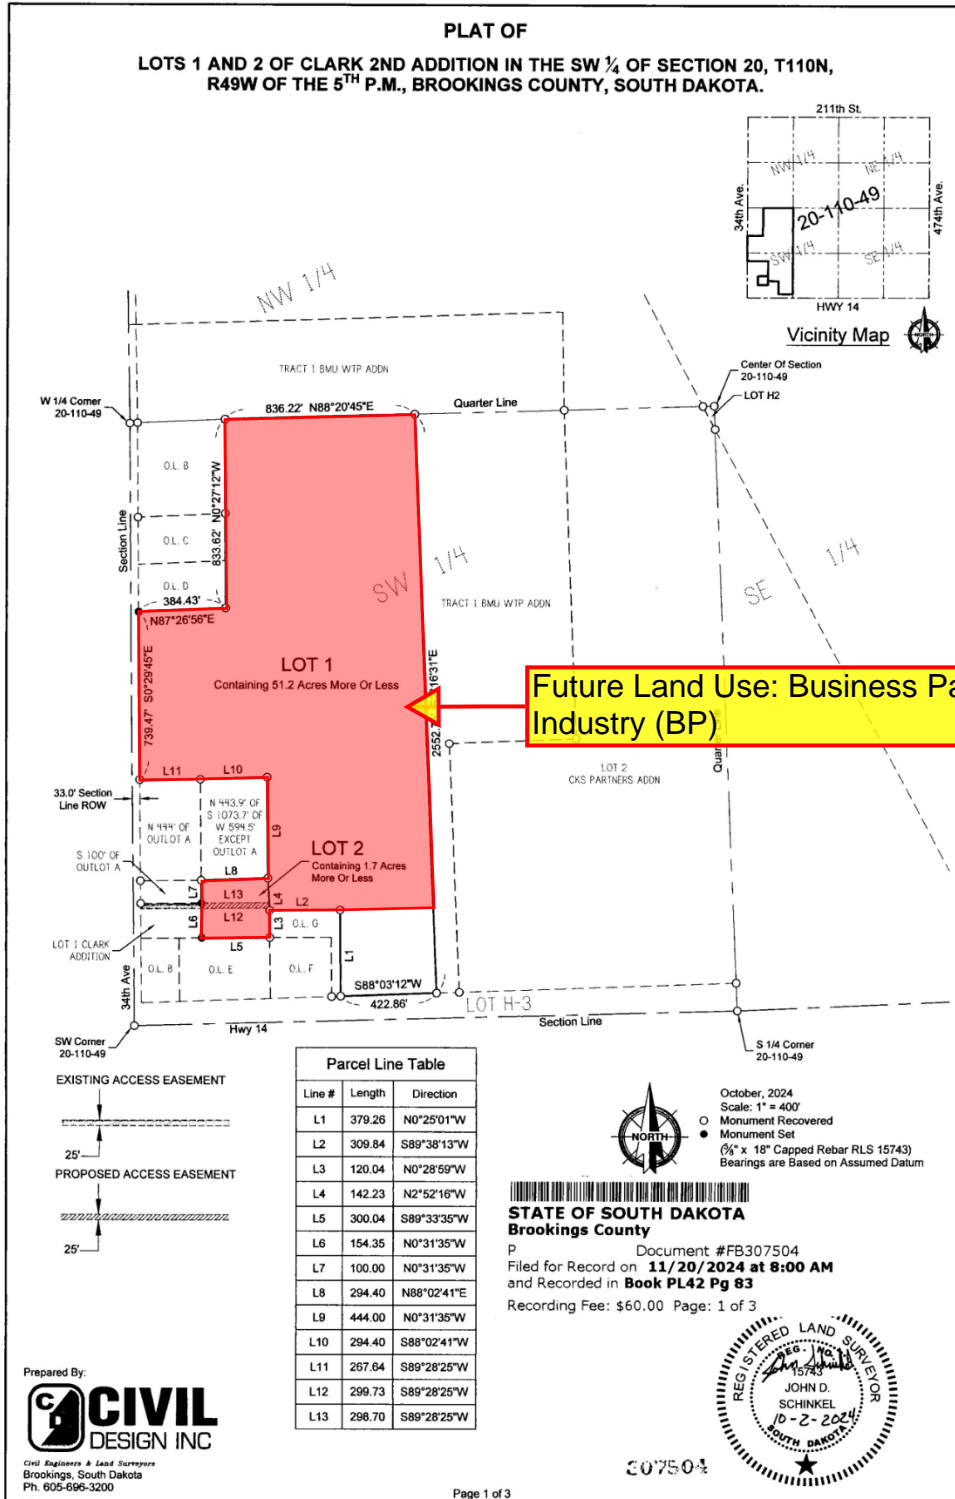 PLAT OF
LOTS 1 AND 2 OF CLARK 2ND ADDITION IN THE SW ¼ OF SECTION 20, T110N,
R49W OF THE 5TH P.M., BROOKINGS COUNTY, SOUTH DAKOTA.
211th St.
NW 1/4
NE 1/4
34th Ave.
20-110-49
474th Ave.
SW 1/4
SE 1/4
HWY 14
Vicinity Map
NORTH
NW 1/4
TRACT 1 BMU WTP ADDN
Center Of Section
20-110-49
LOT H2
W 1/4 Corner
20-110-49
836.22' N88°20'45"E
Quarter Line
O.L. B
833.62' N0°27'12"W
Section Line
O.L. C
O.L. D
384.43'
N87°26'56"E
SW 1/4
SE 1/4
TRACT 1 BMU WTP ADDN
LOT 1
Containing 51.2 Acres More Or Less
739.47' S0°29'45"E
16'31"E
2552.
Future Land Use: Business Pa
Industry (BP)
Quarter Line
LOT 2
CKS PARTNERS ADDN
L11
L10
33.0' Section
Line ROW
N 444' OF
OUTLOT A
N 443.9' OF
S 1073.7' OF
W 594.5'
EXCEPT
OUTLOT A
L9
S 100' OF
OUTLOT A
LOT 2
Containing 1.7 Acres
More Or Less
L8
L7
L13
L4
L2
L6
L12
L3
O.L. G
L5
L1
LOT 1 CLARK
ADDITION
O.L. B
O.L. E
O.L. F
S88°03'12"W
422.86'
LOT H-3
34th Ave
Hwy 14
Section Line
SW Corner
20-110-49
S 1/4 Corner
20-110-49
EXISTING ACCESS EASEMENT
25'
PROPOSED ACCESS EASEMENT
25'
Parcel Line Table
Line # Length Direction
L1 379.26 N0°25'01"W
L2 309.84 S89°38'13"W
L3 120.04 N0°28'59"W
L4 142.23 N2°52'16"W
L5 300.04 S89°33'35"W
L6 154.35 N0°31'35"W
L7 100.00 N0°31'35"W
L8 294.40 N88°02'41"E
L9 444.00 N0°31'35"W
L10 294.40 S88°02'41"W
L11 267.64 S89°28'25"W
L12 299.73 S89°28'25"W
L13 298.70 S89°28'25"W
NORTH
October, 2024
Scale: 1" = 400'
Monument Recovered
Monument Set
(⅝" x 18" Capped Rebar RLS 15743)
Bearings are Based on Assumed Datum
STATE OF SOUTH DAKOTA
Brookings County
P Document #FB307504
Filed for Record on 11/20/2024 at 8:00 AM
and Recorded in Book PL42 Pg 83
Recording Fee: $60.00 Page: 1 of 3
REGISTERED LAND SURVEYOR
REG. NO.
15743
JOHN D.
SCHINKEL
10-2-2024
SOUTH DAKOTA
307504
Prepared By:
CD CIVIL
DESIGN INC
Civil Engineers & Land Surveyors
Brookings, South Dakota
Ph. 605-696-3200
Page 1 of 3